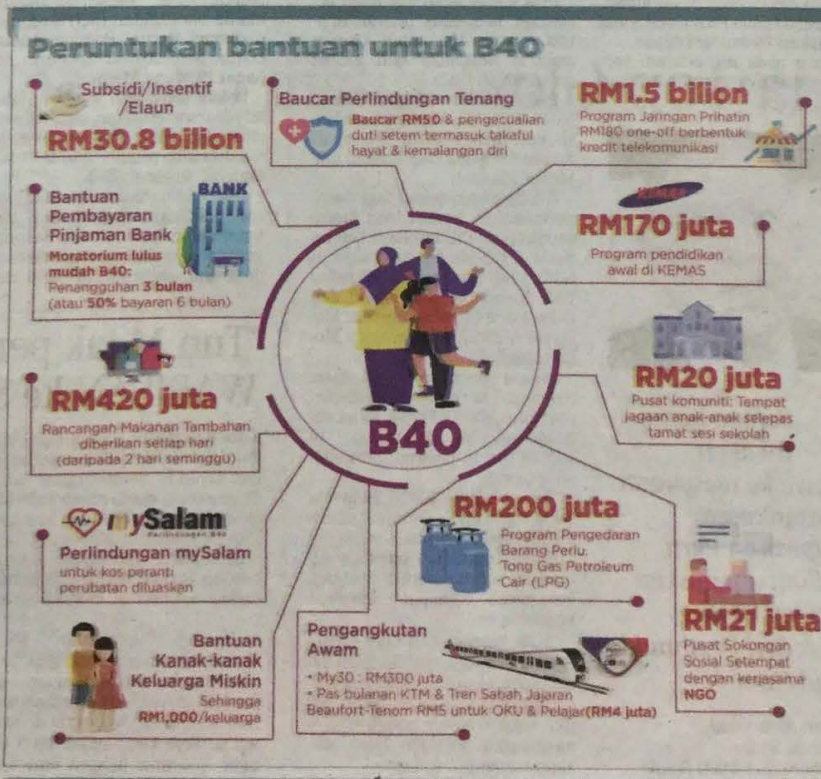 Peruntukan bantuan untuk B40
Subsidi/Insentif
/Elaun
RM30.8 bilion
Baucar Perlindungan Tenang
Baucar RM50 & pengecualian
duti setem termasuk takaful
hayat & kemalangan diri
RM1.5 bilion
Program Jaringan Prihatin
RM180 one-off berbentuk
kredit telekomunikasi
Bantuan
Pembayaran
Pinjaman Bank
Moratorium lulus
mudah B40:
Penangguhan 3 bulan
(atau 50% bayaran 6 bulan)
BANK
KEMAS
RM170 juta
Program pendidikan
awal di KEMAS
RM420 juta
Rancangan Makanan Tambahan
diberikan setiap hari
(daripada 2 hari seminggu)
B40
RM20 juta
Pusat komuniti: Tempat
jagaan anak-anak selepas
tamat sesi sekolah
mySalam
Perlindungan mySalam
untuk kos peranti
perubatan diluaskan
RM200 juta
Program Pengedaran
Barang Perlu,
Tong Gas Petroleum
Cair (LPG)
RM21 juta
Pusat Sokongan
Sosial Setempat
dengan kerjasama
NGO
Bantuan
Kanak-kanak
Keluarga Miskin
Sehingga
RM1,000/keluarga
Pengangkutan
Awam
• My30 : RM300 juta
• Pas bulanan KTM & Tren Sabah Jajaran
Beaufort-Tenom RM5 untuk OKU & Pelajar(RM4 juta)